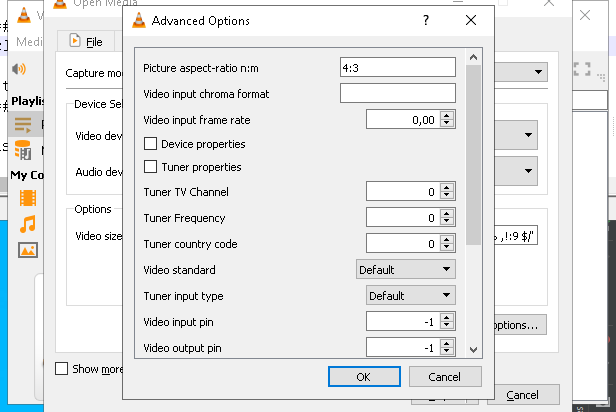 Open Media
Advanced Options
?
Medi
File
Picture aspect-ratio n:m
4:3
Capture mo
Video input chroma format
Playlis
Device Sel
Video input frame rate
0,00
Video dev
Device properties
Audio dev
Tuner properties
My Co
Tuner TV Channel
0
Options
Tuner Frequency
0
Video size
Tuner country code
0
,!:9 $/"
Video standard
Default
Tuner input type
Default
Video input pin
-1
options...
Video output pin
-1
Show more
OK
Cancel
Cancel